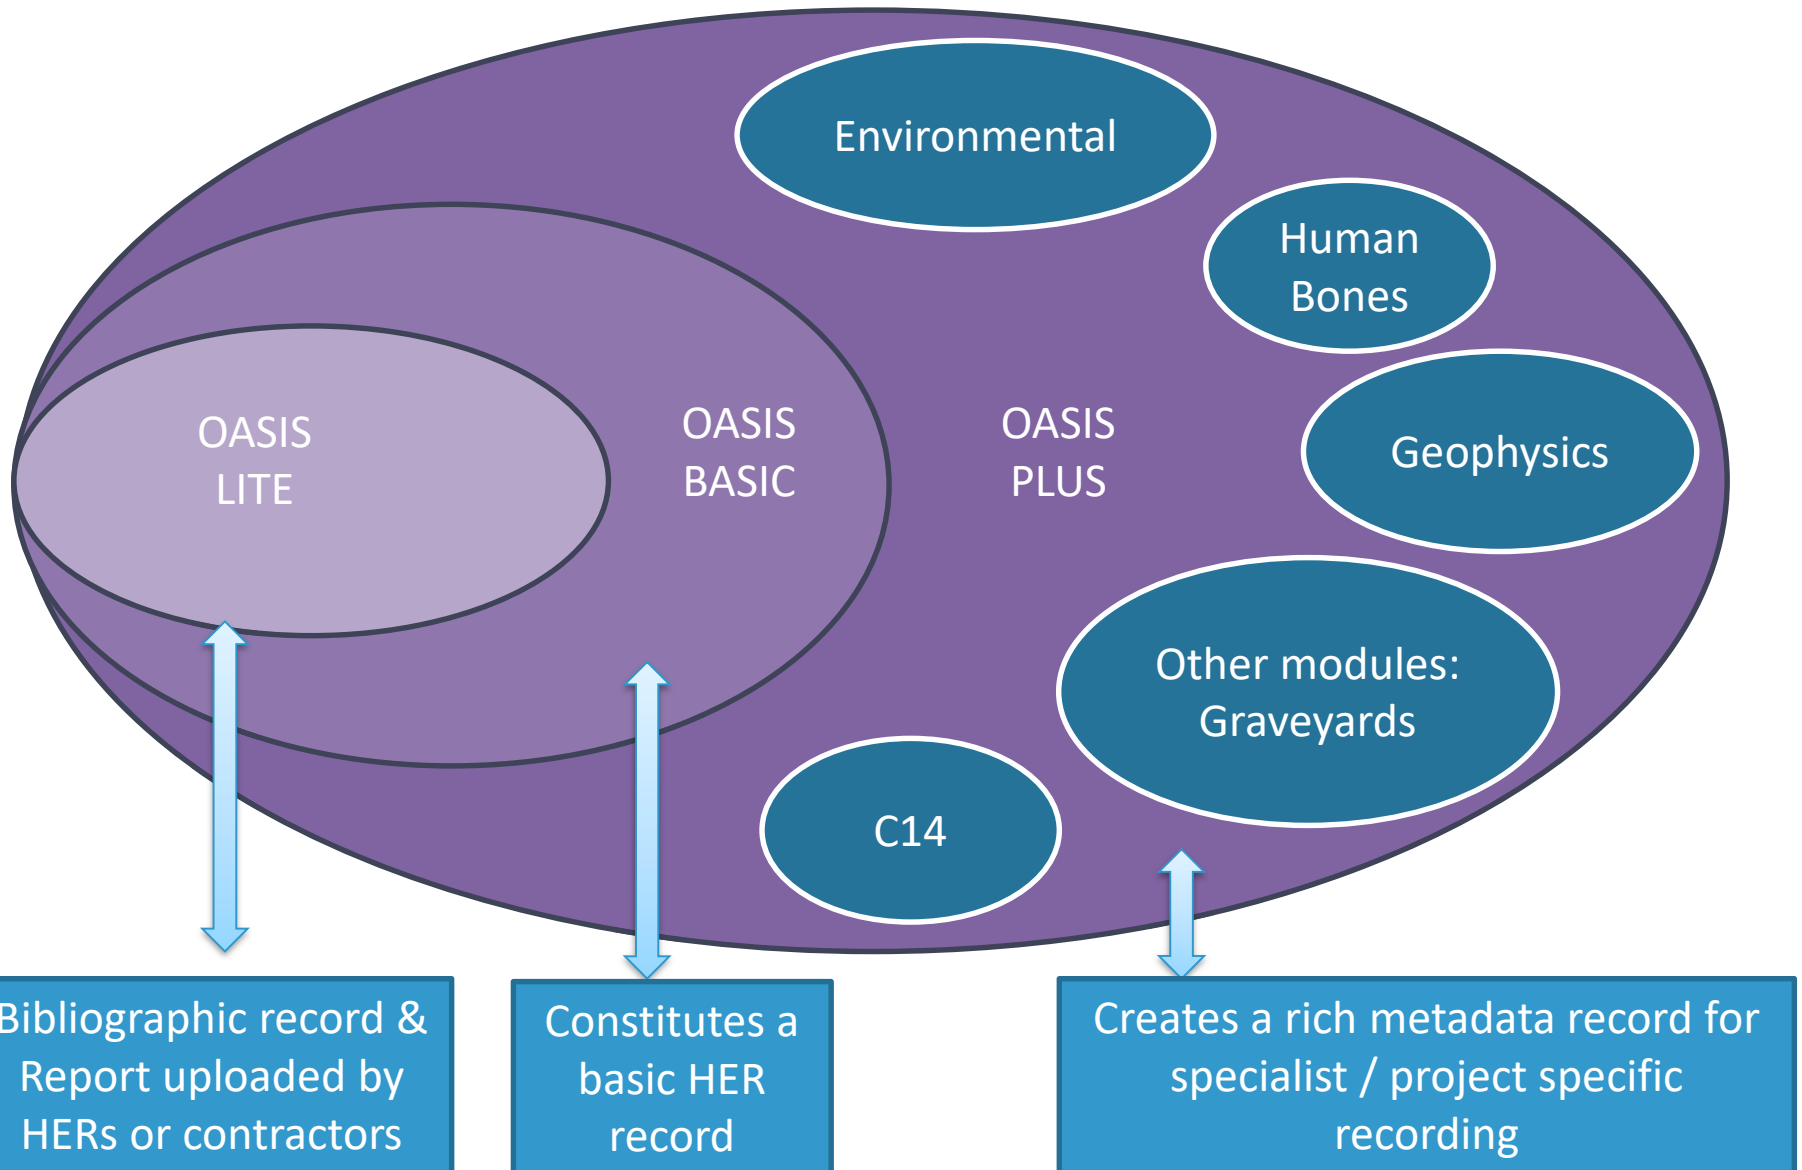 Environmental
Human
Bones
OASIS
LITE
OASIS
BASIC
OASIS
PLUS
Geophysics
Other modules:
Graveyards
C14
Bibliographic record &
Report uploaded by
HERs or contractors
Constitutes a
basic HER
record
Creates a rich metadata record for
specialist / project specific
recording